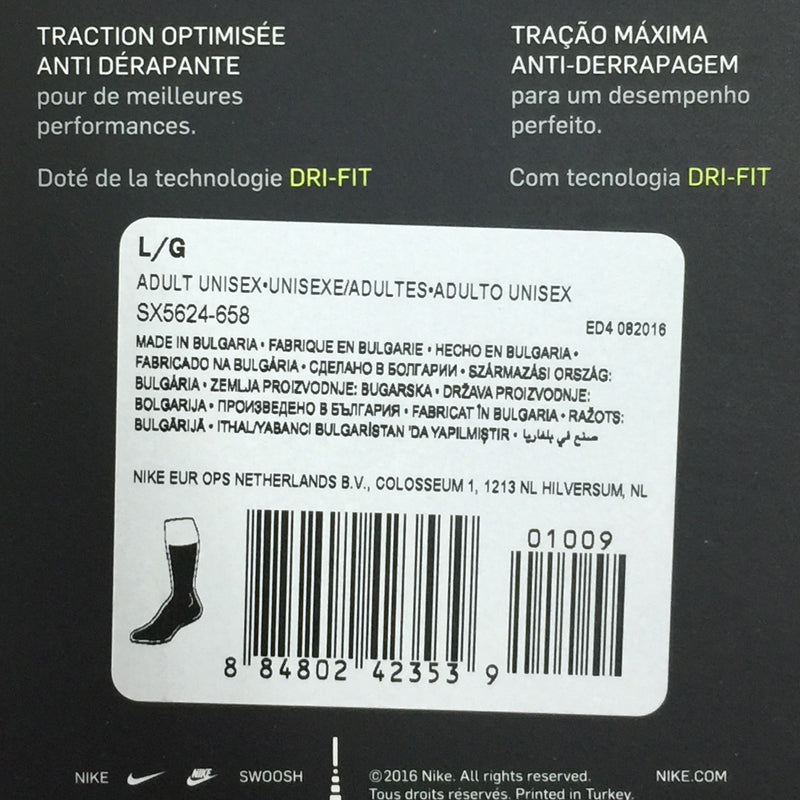 TRACTION OPTIMISÉE
ANTI DÉRAPANTE
pour de meilleures
performances.
Doté de la technologie DRI-FIT
TRAÇÃO MÁXIMA
ANTI-DERRAPAGEM
para um desempenho
perfeito.
Com tecnologia DRI-FIT
L/G
ADULT UNISEX•UNISEXE/ADULTES•ADULTO UNISEX
SX5624-658
ED4 082016
MADE IN BULGARIA • FABRIQUE EN BULGARIE • HECHO EN BULGARIA •
FABRICADO NA BULGÁRIA • СДЕЛАНО В БОЛГАРИИ • SZÁRMAZÁSI ORSZÁG:
BULGÁRIA • ZEMLJA PROIZVODNJE: BUGARSKA • DRŽAVA PROIZVODNJE:
BOLGARIJA • ПРОИЗВЕДЕНО В БЪЛГАРИЯ • FABRICAT ÎN BULGARIA • RAŽOTS:
BULGĀRIJĀ • ITHAL/YABANCI BULGARİSTAN 'DA YAPILMIŞTIR • صنع في بلغاريا
NIKE EUR OPS NETHERLANDS B.V., COLOSSEUM 1, 1213 NL HILVERSUM, NL
01009
8 84802 42353 9
NIKE NIKE SWOOSH
©2016 Nike. All rights reserved.
Tous droits réservés. Printed in Turkey.
NIKE.COM